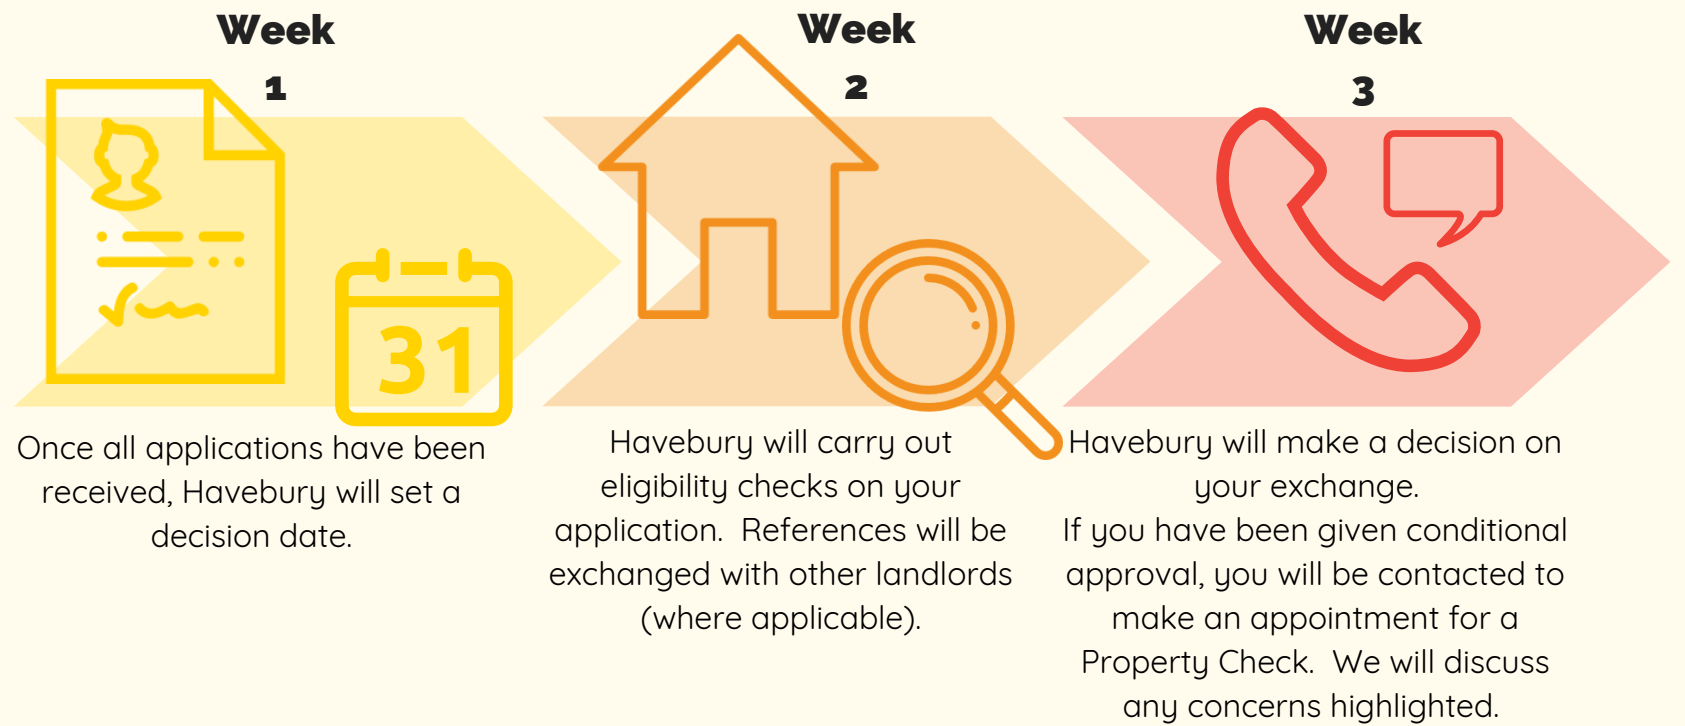 Week
1
31
Once all applications have been
received, Havebury will set a
decision date.
Week
2
Havebury will carry out
eligibility checks on your
application.  References will be
exchanged with other landlords
(where applicable).
Week
3
Havebury will make a decision on
your exchange.
If you have been given conditional
approval, you will be contacted to
make an appointment for a
Property Check.  We will discuss
any concerns highlighted.